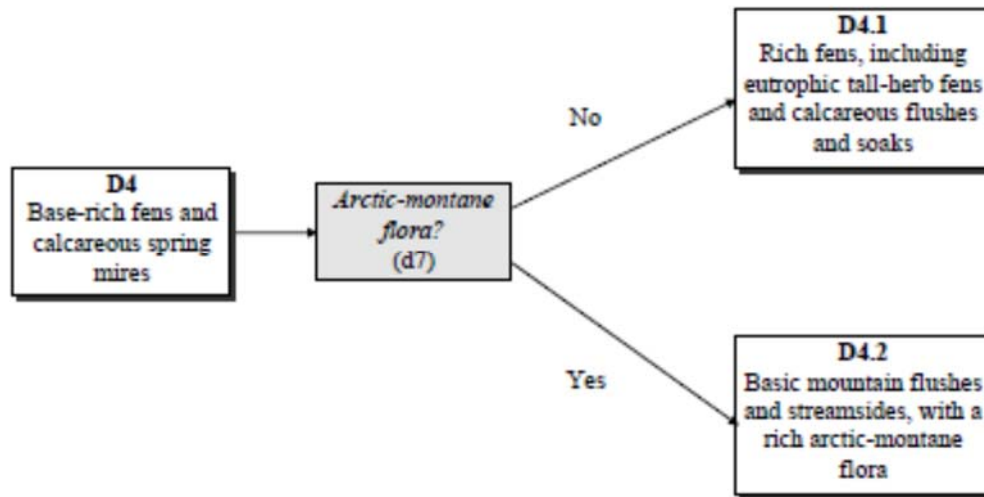 D4
Base-rich fens and
calcareous spring
mires
Arctic-montane
flora?
(d7)
No
Yes
D4.1
Rich fens, including
eutrophic tall-herb fens
and calcareous flushes
and soaks
D4.2
Basic mountain flushes
and streamsides, with a
rich arctic-montane
flora